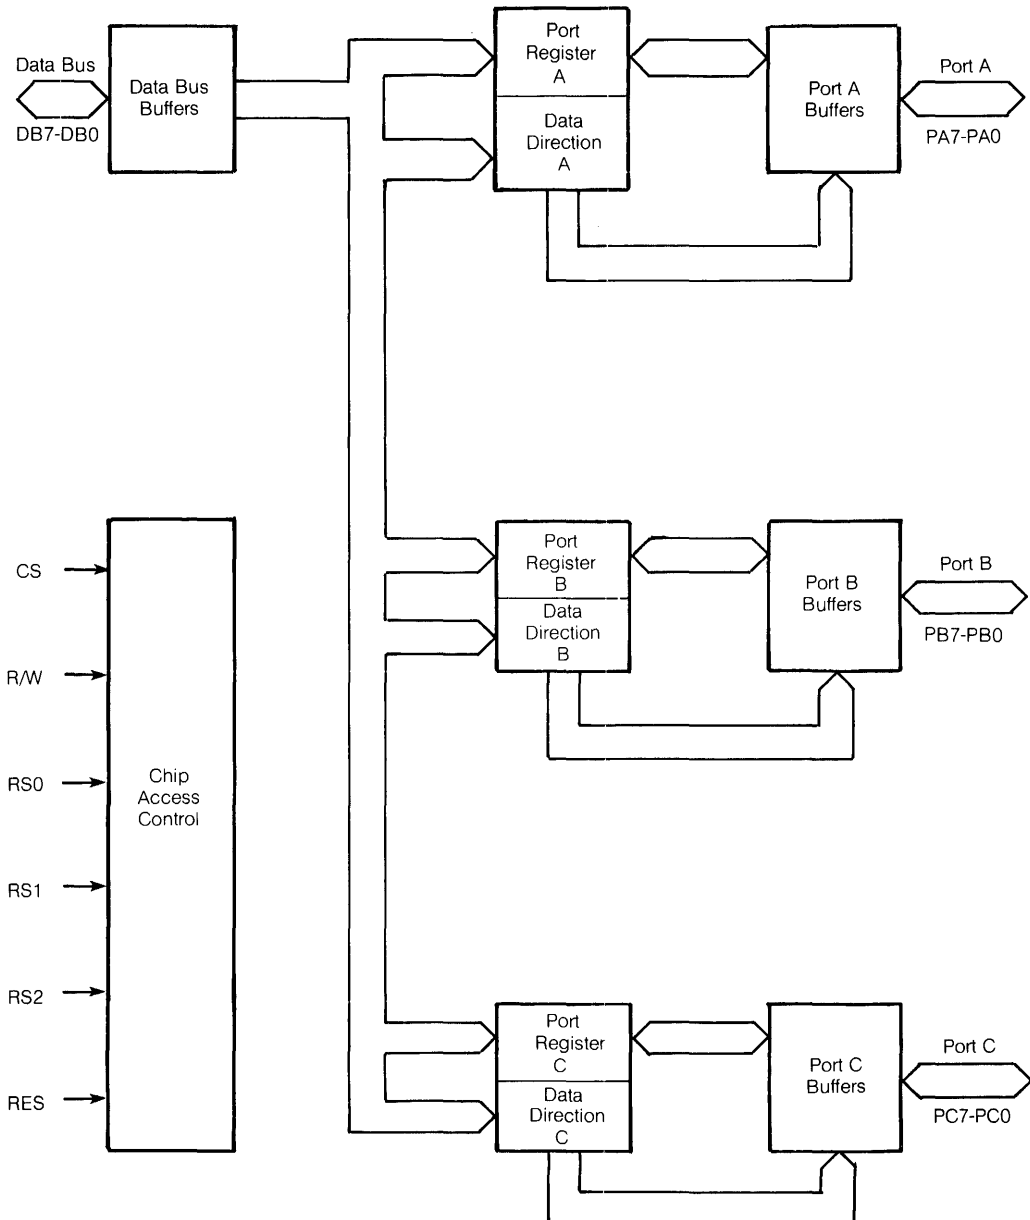 Data Bus
DB7-DB0
Data Bus
Buffers
Port
Register
A
Data
Direction
A
Port A
Buffers
Port A
PA7-PA0
CS
R/W
RS0
RS1
RS2
RES
Chip
Access
Control
Port
Register
B
Data
Direction
B
Port B
Buffers
Port B
PB7-PB0
Port
Register
C
Data
Direction
C
Port C
Buffers
Port C
PC7-PC0